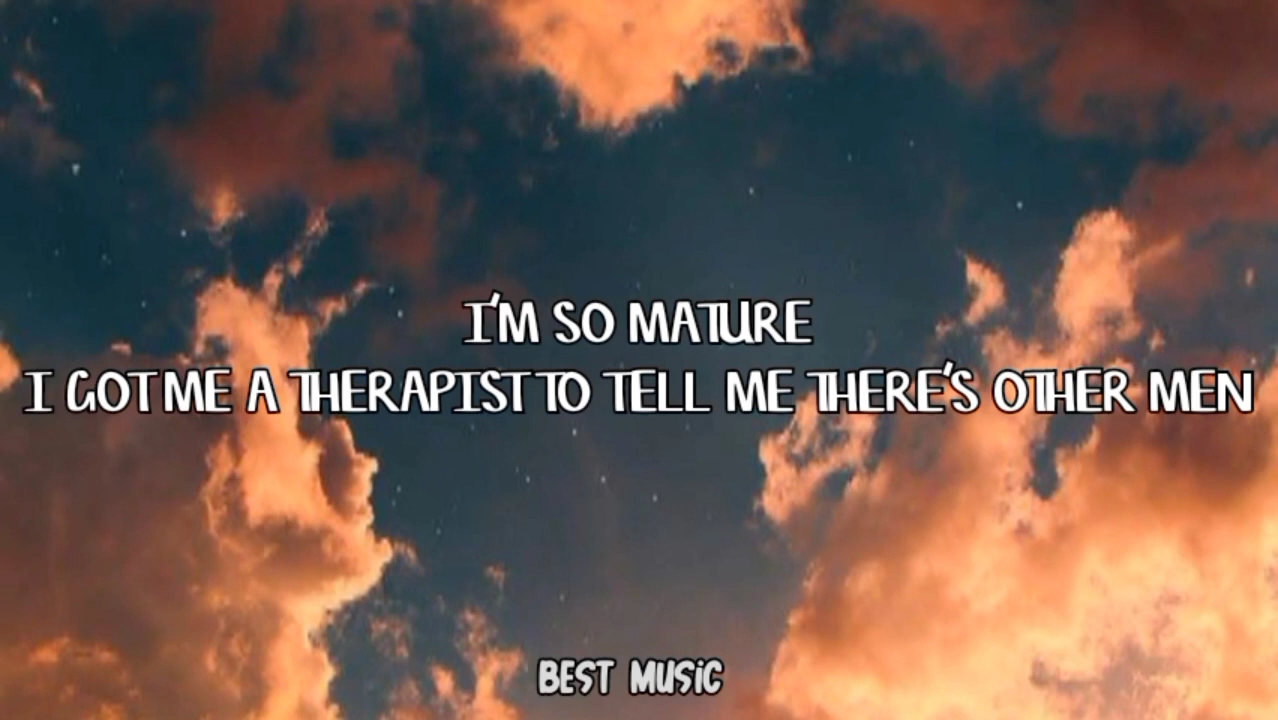 I'M SO MATURE
I GOT ME A THERAPIST TO TELL ME THERE'S OTHER MEN
BEST MUSiC